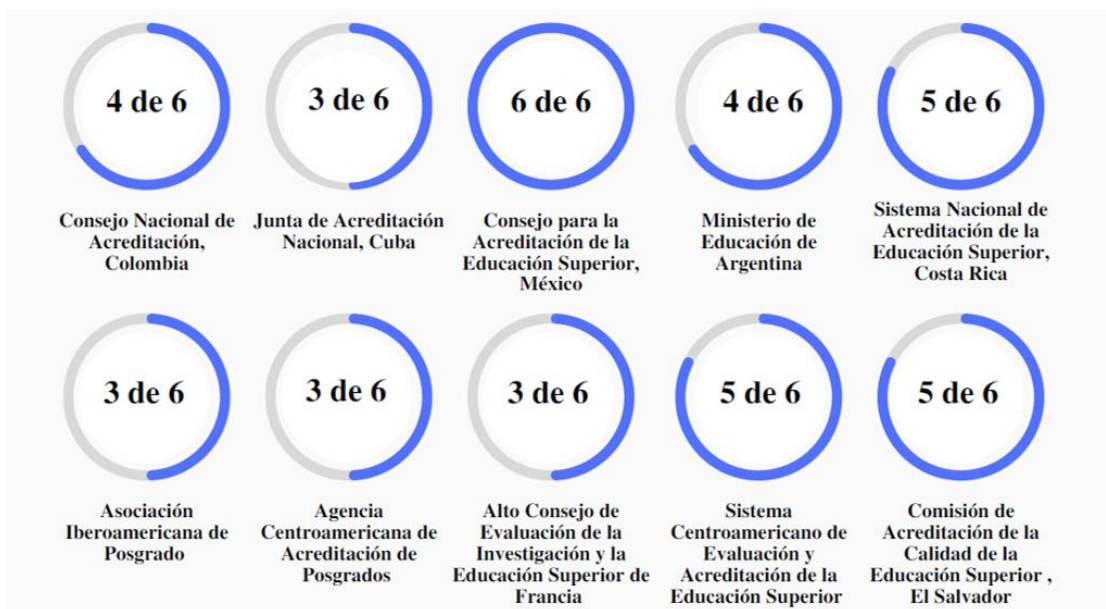 4 de 6
Consejo Nacional de
Acreditación,
Colombia
3 de 6
Junta de Acreditación
Nacional, Cuba
6 de 6
Consejo para la
Acreditación de la
Educación Superior,
México
4 de 6
Ministerio de
Educación de
Argentina
5 de 6
Sistema Nacional de
Acreditación de la
Educación Superior,
Costa Rica
3 de 6
Asociación
Iberoamericana de
Posgrado
3 de 6
Agencia
Centroamericana de
Acreditación de
Posgrados
3 de 6
Alto Consejo de
Evaluación de la
Investigación y la
Educación Superior de
Francia
5 de 6
Sistema
Centroamericano de
Evaluación y
Acreditación de la
Educación Superior
5 de 6
Comisión de
Acreditación de la
Calidad de la
Educación Superior ,
El Salvador